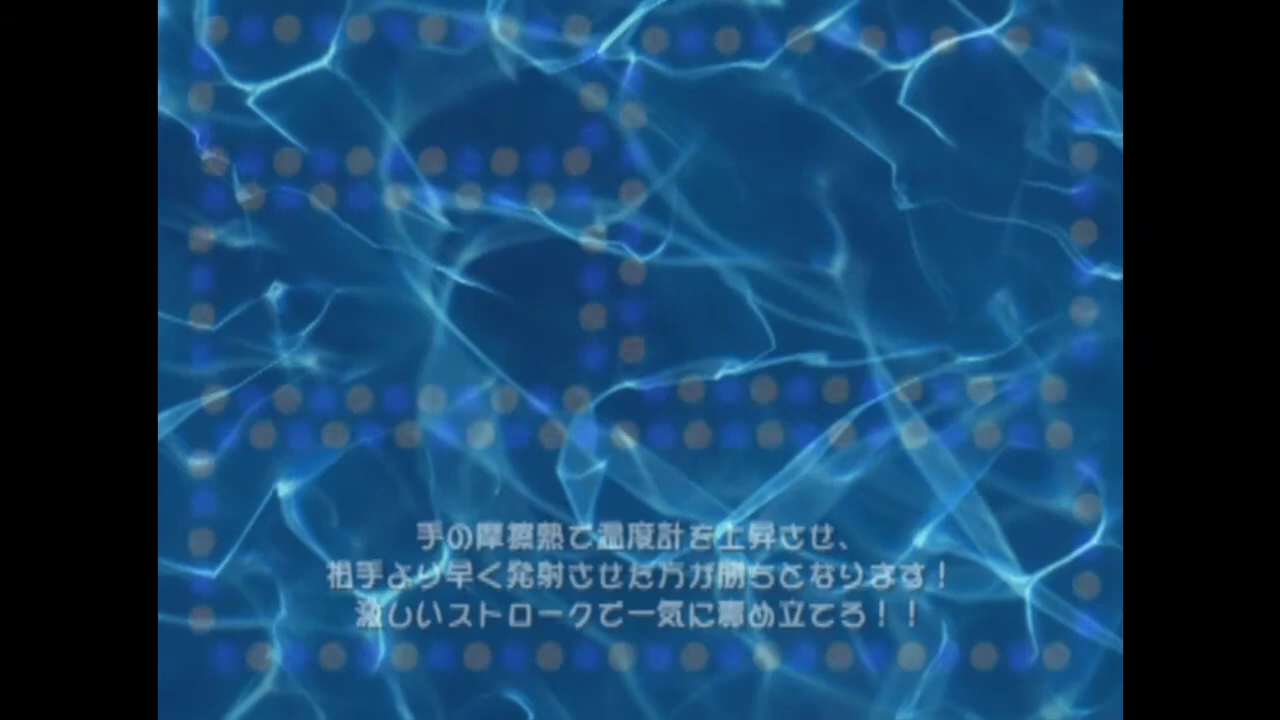 手の摩擦熱で温度計を上昇させ、
相手より早く発射させた方が勝ちとなります！
激しいストロークで一気に責め立てろ！！